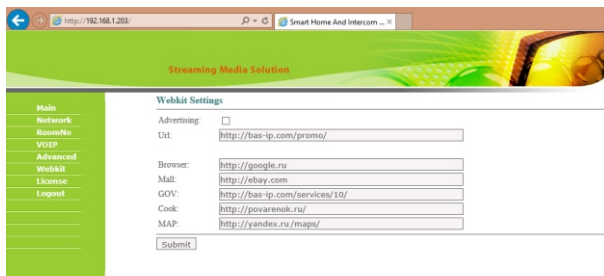 http://192.168.1.203/
Smart Home And Intercom ...
Streaming Media Solution
Main
Network
RoomNo
VOIP
Advanced
Webkit
License
Logout
Webkit Settings
Advertising:
Url: http://bas-ip.com/promo/
Browser: http://google.ru
Mall: http://ebay.com
GOV: http://bas-ip.com/services/10/
Cook: http://povarenok.ru/
MAP: http://yandex.ru/maps/
Submit